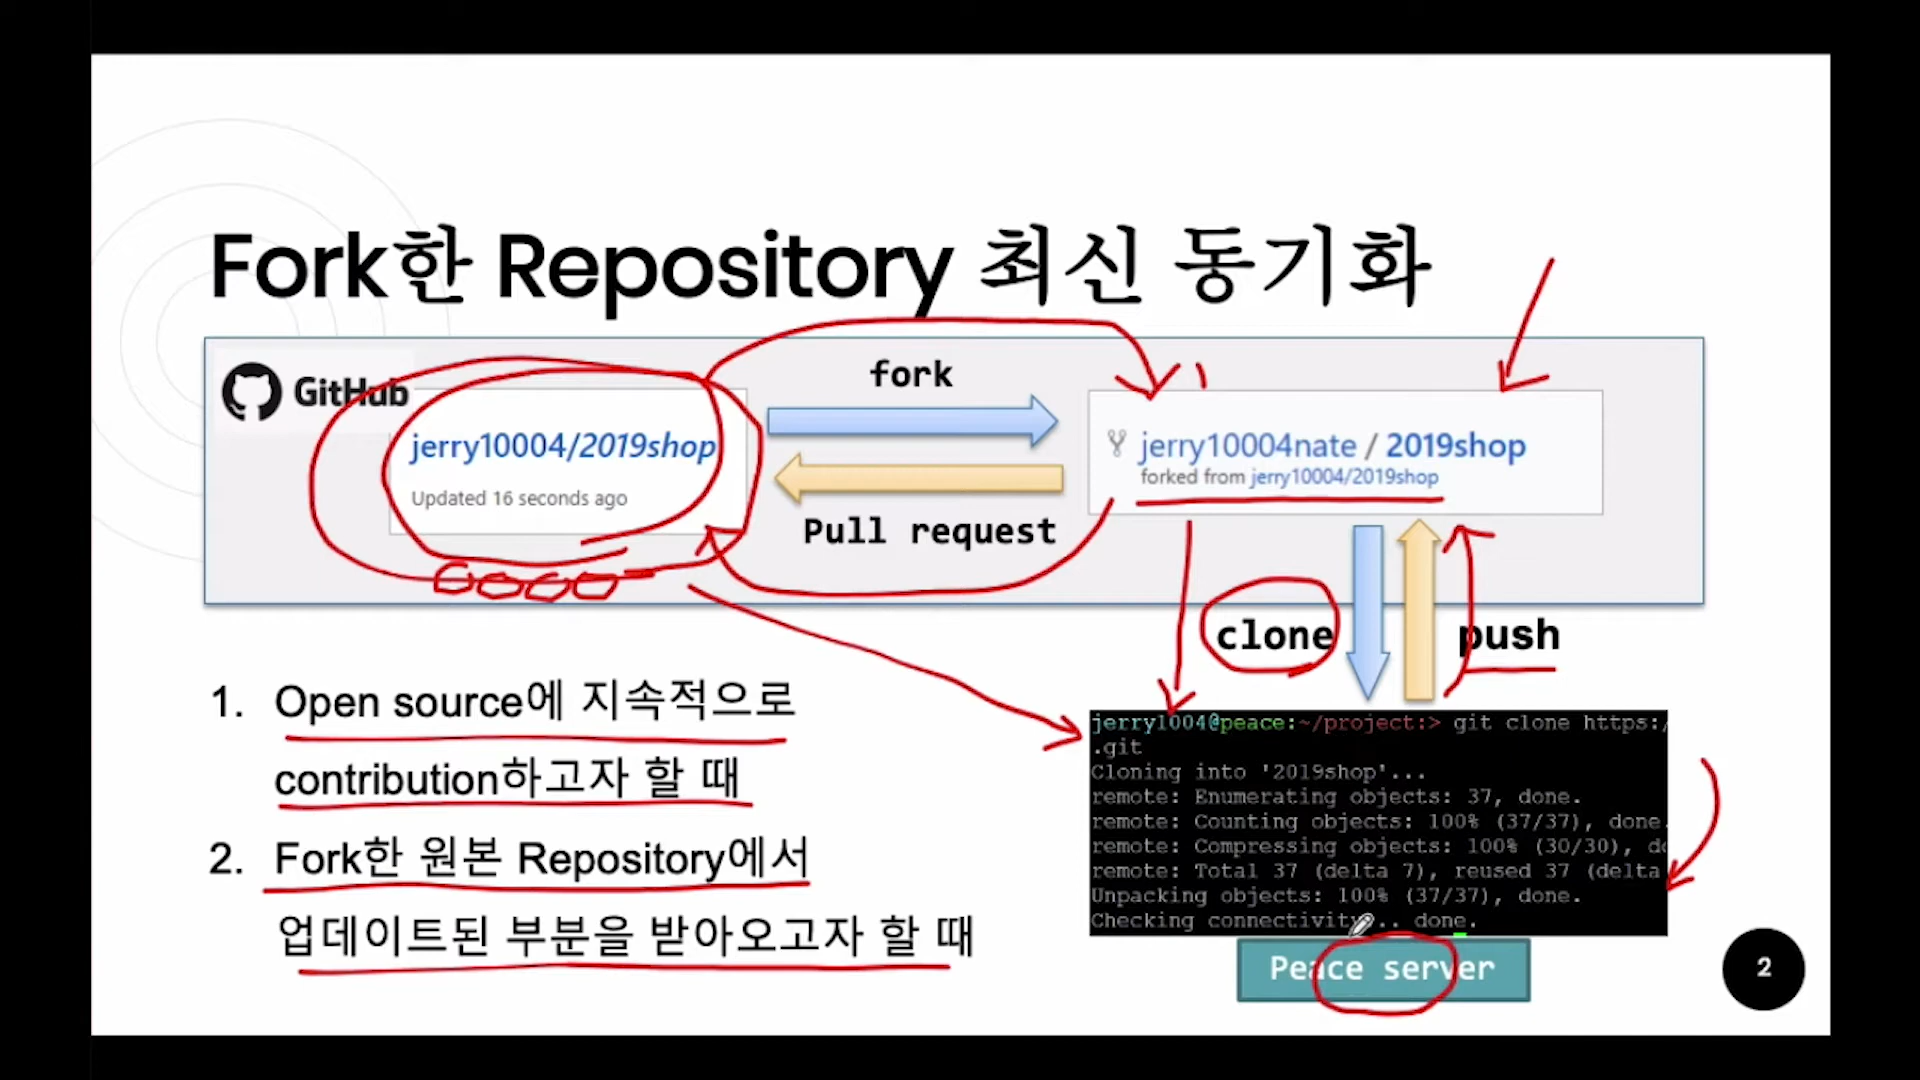 Fork한 Repository 최신 동기화
GitHub
jerry10004/2019shop
Updated 16 seconds ago
fork
Pull request
jerry10004nate / 2019shop
forked from jerry10004/2019shop
clone
push
1. Open source에 지속적으로
contribution하고자 할 때
2. Fork한 원본 Repository에서
업데이트된 부분을 받아오고자 할 때
jerry1004@peace:~/project:> git clone https:/
.git
Cloning into '2019shop'...
remote: Enumerating objects: 37, done.
remote: Counting objects: 100% (37/37), done.
remote: Compressing objects: 100% (30/30), do
remote: Total 37 (delta 7), reused 37 (delta
Unpacking objects: 100% (37/37), done.
Checking connectivity... done.
Peace server
2